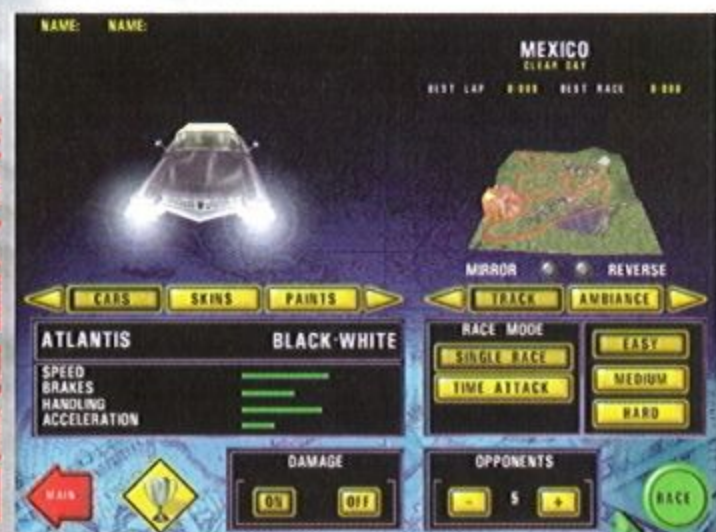 NAME: NAME:
MEXICO
CLEAR DAY
BEST LAP 0:000 BEST RACE 0:000
MIRROR REVERSE
CARS SKINS PAINTS
TRACK AMBIANCE
ATLANTIS BLACK-WHITE
SPEED
BRAKES
HANDLING
ACCELERATION
RACE MODE
SINGLE RACE
TIME ATTACK
EASY
MEDIUM
HARD
DAMAGE
ON OFF
OPPONENTS
- 5 +
MAIN
RACE